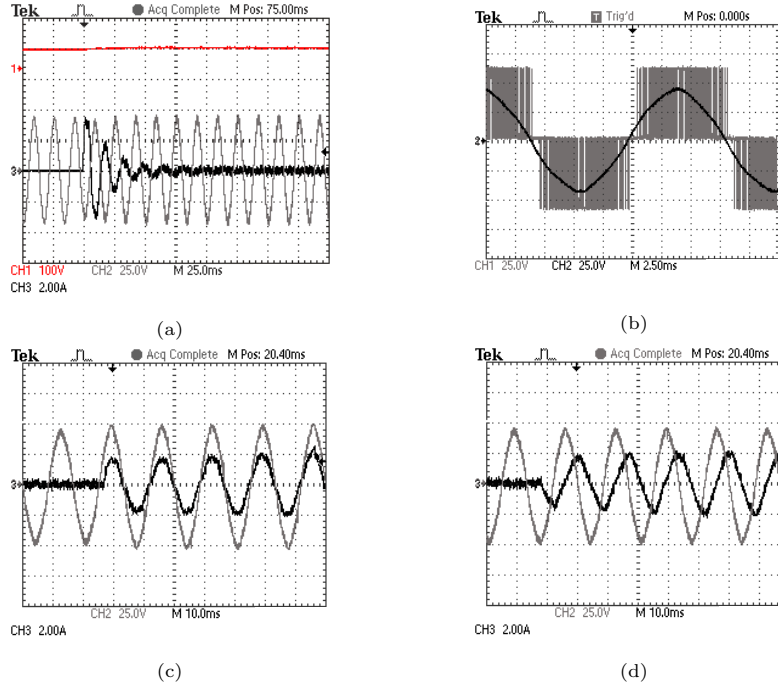 Tek Acq Complete M Pos: 75.00ms
1
3
CH1 100V CH2 25.0V M 25.0ms
CH3 2.00A
(a)
Tek T Trig'd M Pos: 0.000s
2
CH1 25.0V CH2 25.0V M 2.50ms
(b)
Tek Acq Complete M Pos: 20.40ms
3
CH2 25.0V M 10.0ms
CH3 2.00A
(c)
Tek Acq Complete M Pos: 20.40ms
3
CH2 25.0V M 10.0ms
CH3 2.00A
(d)